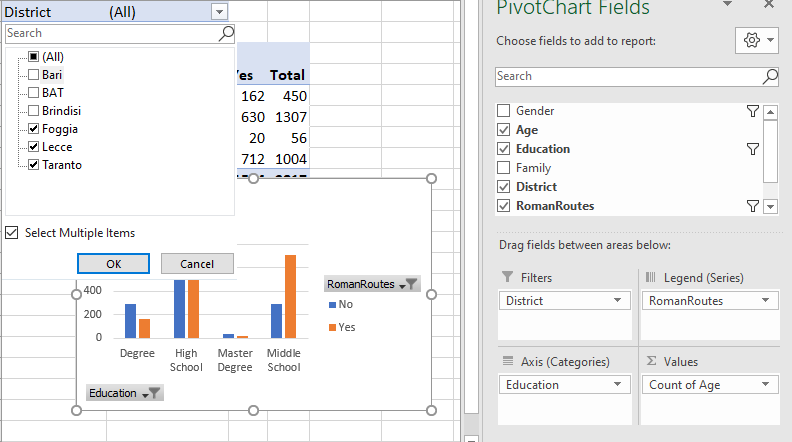 District (All)
Search
(All)
Bari
BAT
Brindisi
Foggia
Lecce
Taranto
Select Multiple Items
OK Cancel
Yes Total
162 450
630 1307
20 56
712 1004
400
200
0
Degree
High School
Master Degree
Middle School
RomanRoutes
No
Yes
Education
PivotChart Fields
Choose fields to add to report:
Search
Gender
Age
Education
Family
District
RomanRoutes
Drag fields between areas below:
Filters
District
Legend (Series)
RomanRoutes
Axis (Categories)
Education
Σ Values
Count of Age